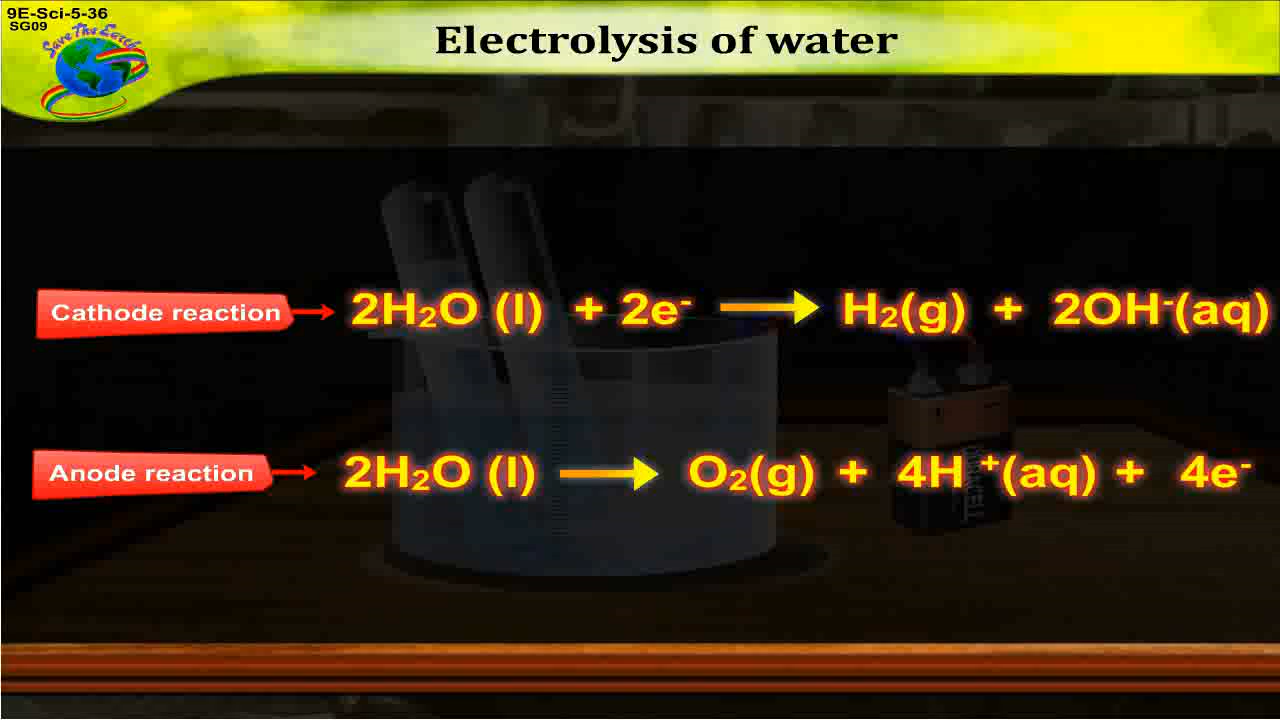 9E-Sci-5-36
SG09
Save The Earth
Electrolysis of water
Cathode reaction
2H₂O (l) + 2e⁻ ⟶ H₂(g) + 2OH⁻(aq)
Anode reaction
2H₂O (l) ⟶ O₂(g) + 4H ⁺(aq) + 4e⁻